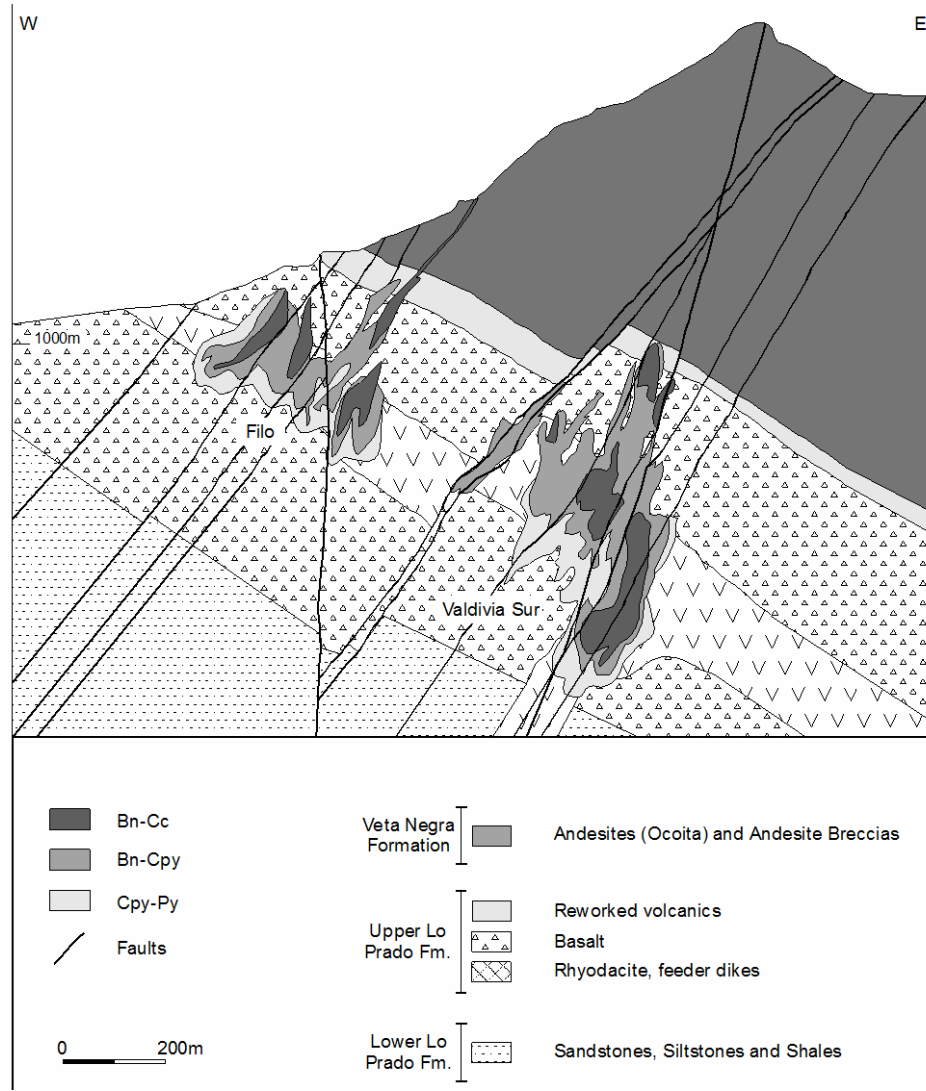 W
E
1000m
Filo
Valdivia Sur
Bn-Cc
Bn-Cpy
Cpy-Py
Faults
0 200m
Veta Negra
Formation
Andesites (Ocoita) and Andesite Breccias
Upper Lo
Prado Fm.
Reworked volcanics
Basalt
Rhyodacite, feeder dikes
Lower Lo
Prado Fm.
Sandstones, Siltstones and Shales